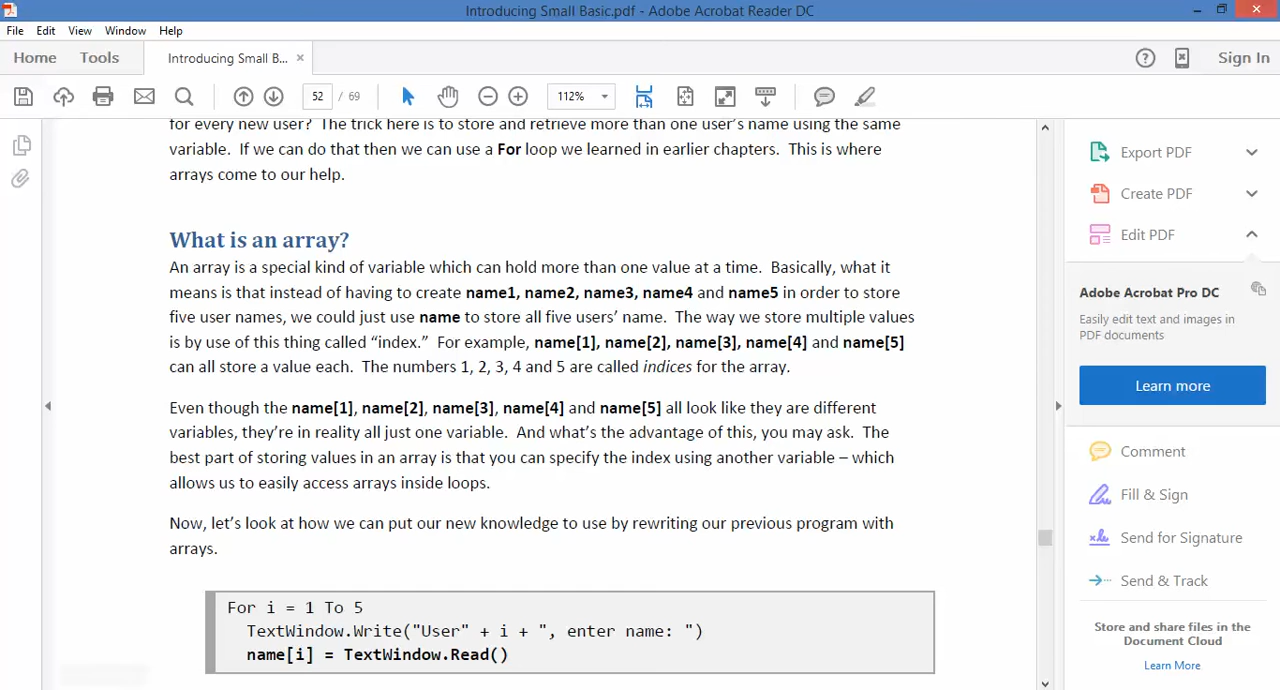 Introducing Small Basic.pdf - Adobe Acrobat Reader DC
File Edit View Window Help
Home Tools Introducing Small B... × Sign In
52 / 69 112%
for every new user? The trick here is to store and retrieve more than one user's name using the same
variable. If we can do that then we can use a For loop we learned in earlier chapters. This is where
arrays come to our help.
What is an array?
An array is a special kind of variable which can hold more than one value at a time. Basically, what it
means is that instead of having to create name1, name2, name3, name4 and name5 in order to store
five user names, we could just use name to store all five users' name. The way we store multiple values
is by use of this thing called “index.” For example, name[1], name[2], name[3], name[4] and name[5]
can all store a value each. The numbers 1, 2, 3, 4 and 5 are called indices for the array.
Even though the name[1], name[2], name[3], name[4] and name[5] all look like they are different
variables, they're in reality all just one variable. And what's the advantage of this, you may ask. The
best part of storing values in an array is that you can specify the index using another variable – which
allows us to easily access arrays inside loops.
Now, let's look at how we can put our new knowledge to use by rewriting our previous program with
arrays.
For i = 1 To 5
TextWindow.Write("User" + i + ", enter name: ")
name[i] = TextWindow.Read()
Export PDF
Create PDF
Edit PDF
Adobe Acrobat Pro DC
Easily edit text and images in
PDF documents
Learn more
Comment
Fill & Sign
Send for Signature
Send & Track
Store and share files in the
Document Cloud
Learn More